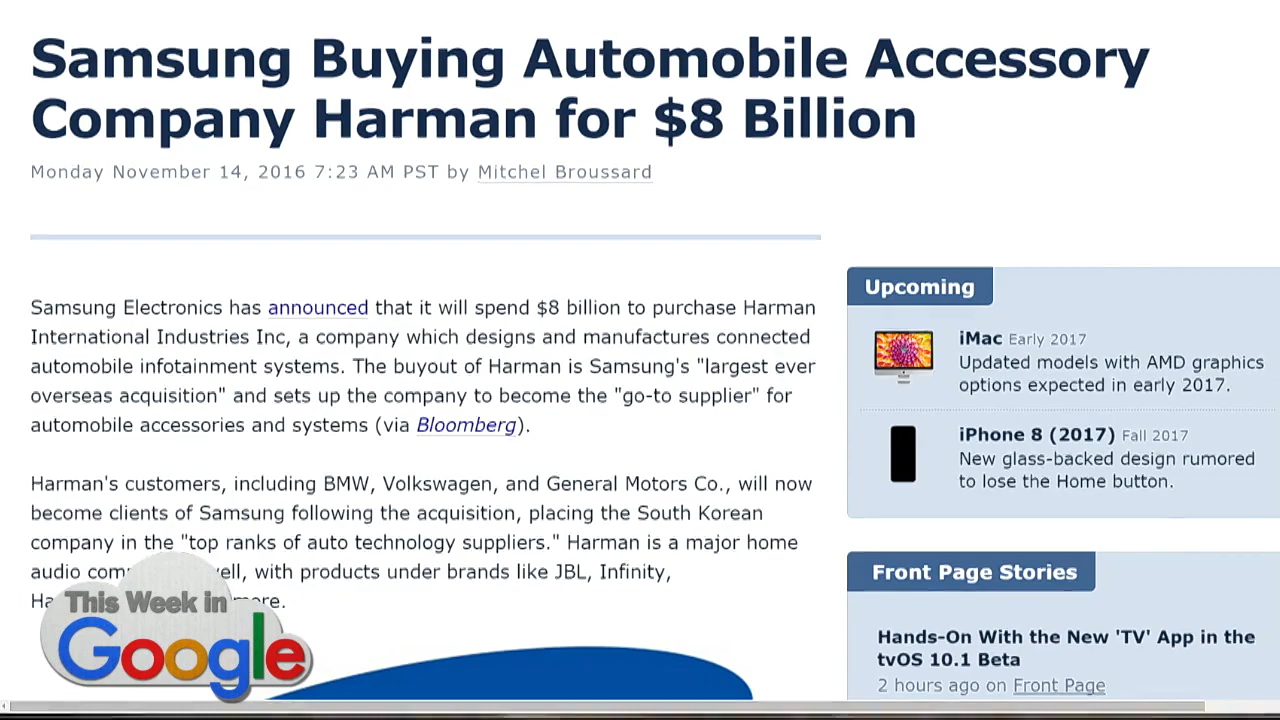 Samsung Buying Automobile Accessory
Company Harman for $8 Billion
Monday November 14, 2016 7:23 AM PST by Mitchel Broussard
Samsung Electronics has announced that it will spend $8 billion to purchase Harman
International Industries Inc, a company which designs and manufactures connected
automobile infotainment systems. The buyout of Harman is Samsung's "largest ever
overseas acquisition" and sets up the company to become the "go-to supplier" for
automobile accessories and systems (via Bloomberg).
Harman's customers, including BMW, Volkswagen, and General Motors Co., will now
become clients of Samsung following the acquisition, placing the South Korean
company in the "top ranks of auto technology suppliers." Harman is a major home
audio well, with products under brands like JBL, Infinity,
Upcoming
iMac Early 2017
Updated models with AMD graphics
options expected in early 2017.
iPhone 8 (2017) Fall 2017
New glass-backed design rumored
to lose the Home button.
Front Page Stories
Hands-On With the New 'TV' App in the
tvOS 10.1 Beta
2 hours ago on Front Page
This Week in
Google